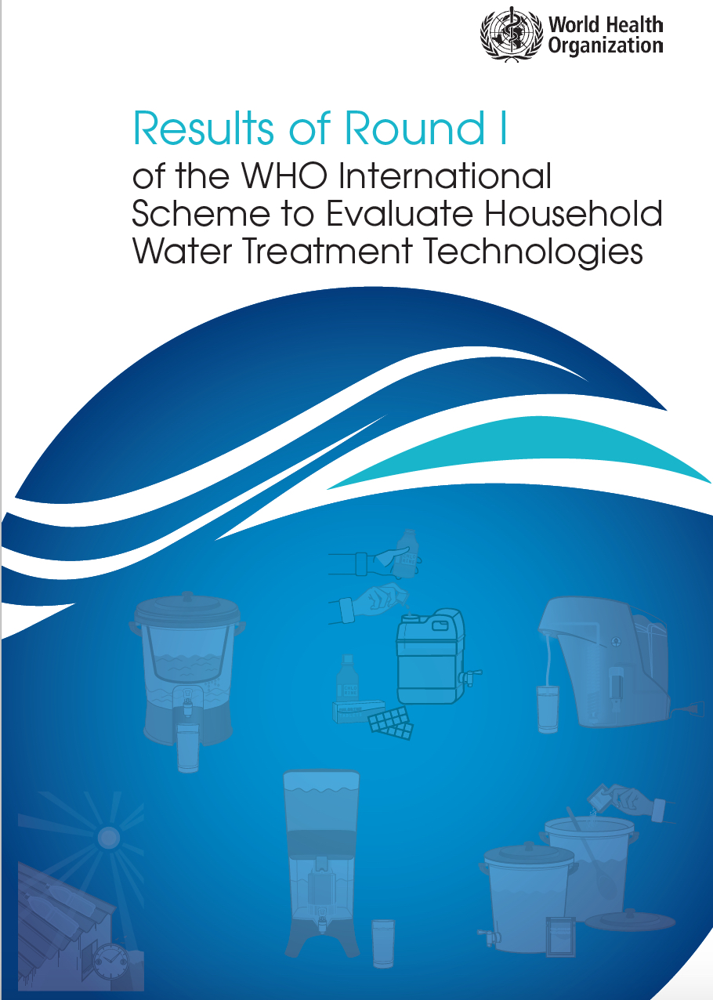 World Health
Organization
Results of Round I
of the WHO International
Scheme to Evaluate Household
Water Treatment Technologies